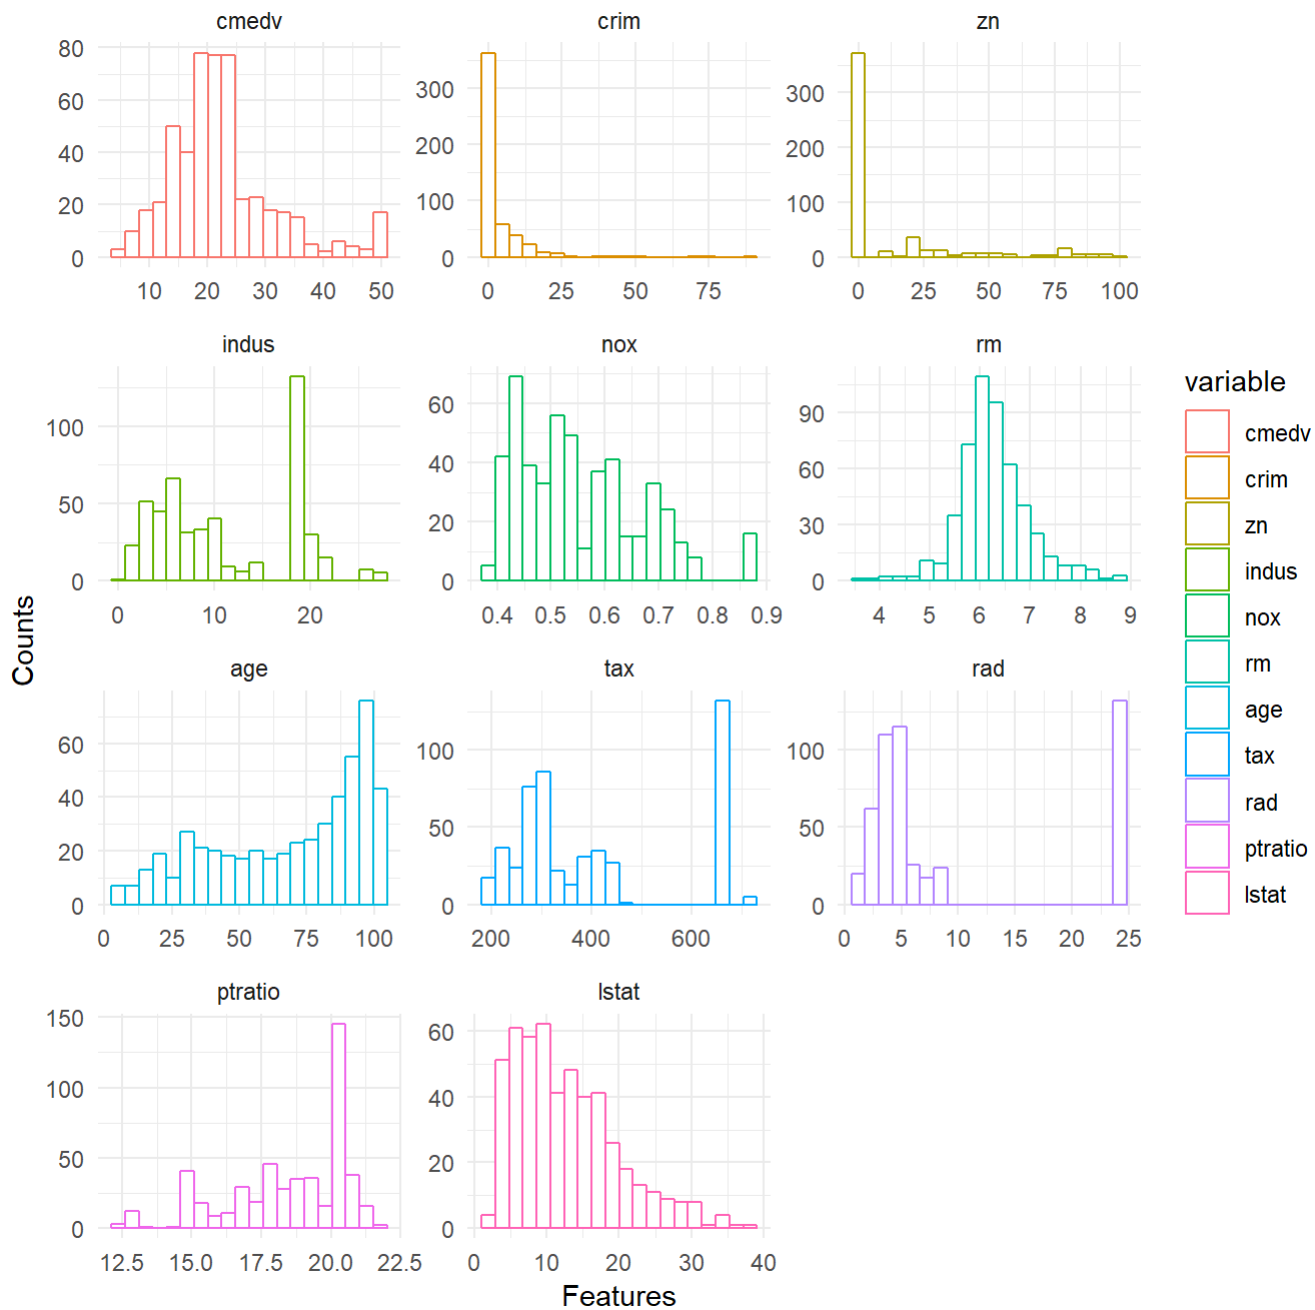 cmedv
crim
zn
80
60
40
20
0
10 20 30 40 50
300
200
100
0
0 25 50 75
300
200
100
0
0 25 50 75 100
indus
nox
rm
100
50
0
0 10 20
60
40
20
0
0.4 0.5 0.6 0.7 0.8 0.9
90
60
30
0
4 5 6 7 8 9
age
tax
rad
60
40
20
0
0 25 50 75 100
100
50
0
200 400 600
100
50
0
0 5 10 15 20 25
ptratio
lstat
150
100
50
0
12.5 15.0 17.5 20.0 22.5
60
40
20
0
0 10 20 30 40
Counts
Features
variable
cmedv
crim
zn
indus
nox
rm
age
tax
rad
ptratio
lstat